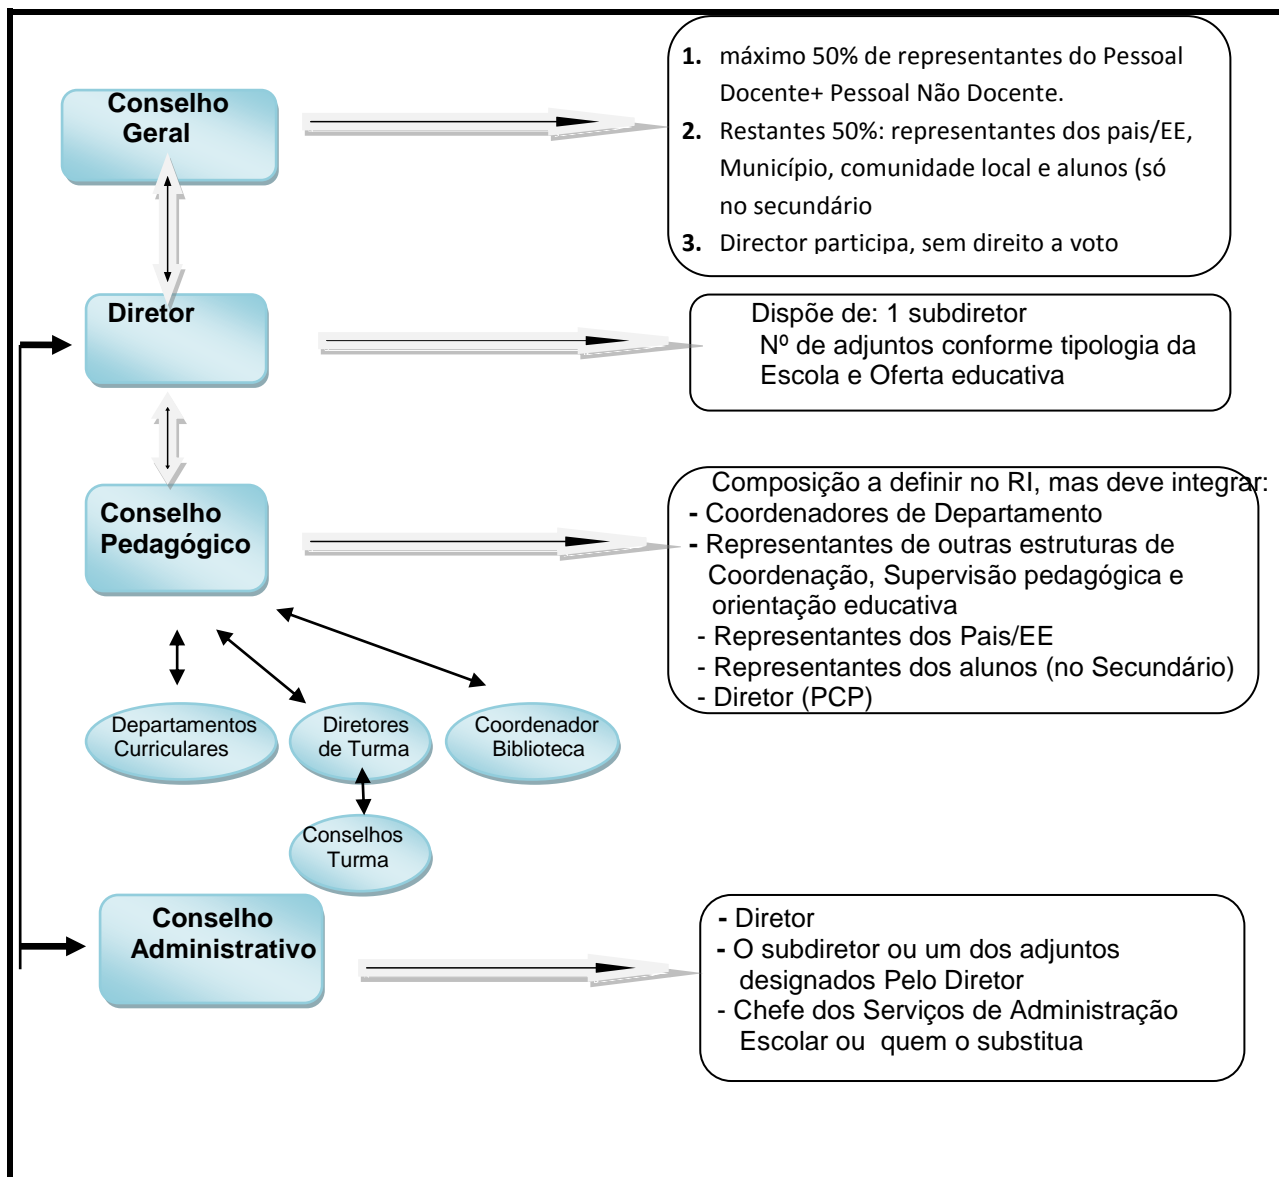 Conselho
Geral
1. máximo 50% de representantes do Pessoal
Docente+ Pessoal Não Docente.
2. Restantes 50%: representantes dos pais/EE,
Município, comunidade local e alunos (só
no secundário
3. Director participa, sem direito a voto
Diretor
Dispõe de: 1 subdiretor
Nº de adjuntos conforme tipologia da
Escola e Oferta educativa
Conselho
Pedagógico
Composição a definir no RI, mas deve integrar:
- Coordenadores de Departamento
- Representantes de outras estruturas de
Coordenação, Supervisão pedagógica e
orientação educativa
- Representantes dos Pais/EE
- Representantes dos alunos (no Secundário)
- Diretor (PCP)
Departamentos
Curriculares
Diretores
de Turma
Coordenador
Biblioteca
Conselhos
Turma
Conselho
Administrativo
- Diretor
- O subdiretor ou um dos adjuntos
designados Pelo Diretor
- Chefe dos Serviços de Administração
Escolar ou quem o substitua